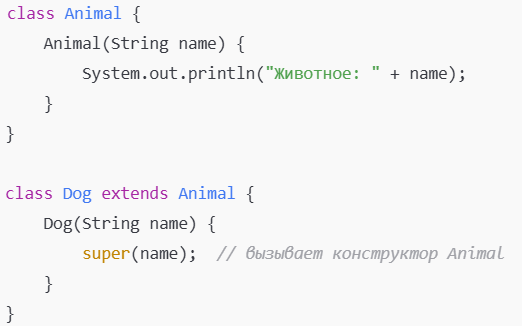 class Animal {
    Animal(String name) {
        System.out.println("Животное: " + name);
    }
}

class Dog extends Animal {
    Dog(String name) {
        super(name);  // вызывает конструктор Animal
    }
}